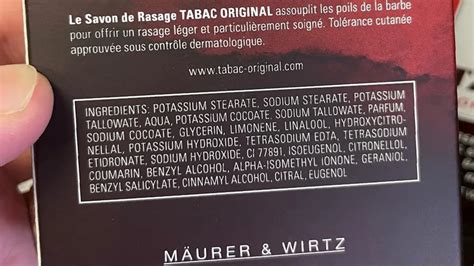 Le Savon de Rasage TABAC ORIGINAL assouplit les poils de la barbe
pour offrir un rasage léger et particulièrement soigné. Tolérance cutanée
approuvée sous contrôle dermatologique.
www.tabac-original.com
INGREDIENTS: POTASSIUM STEARATE, SODIUM STEARATE, POTASSIUM
TALLOWATE, AQUA, POTASSIUM COCOATE, SODIUM TALLOWATE, PARFUM,
SODIUM COCOATE, GLYCERIN, LIMONENE, LINALOOL, HYDROXYCITRO-
NELLAL, POTASSIUM HYDROXIDE, TETRASODIUM EDTA, TETRASODIUM
ETIDRONATE, SODIUM HYDROXIDE, CI 77891, ISOEUGENOL, CITRONELLOL,
COUMARIN, BENZYL ALCOHOL, ALPHA-ISOMETHYL IONONE, GERANIOL,
BENZYL SALICYLATE, CINNAMYL ALCOHOL, CITRAL, EUGENOL
MÄURER & WIRTZ